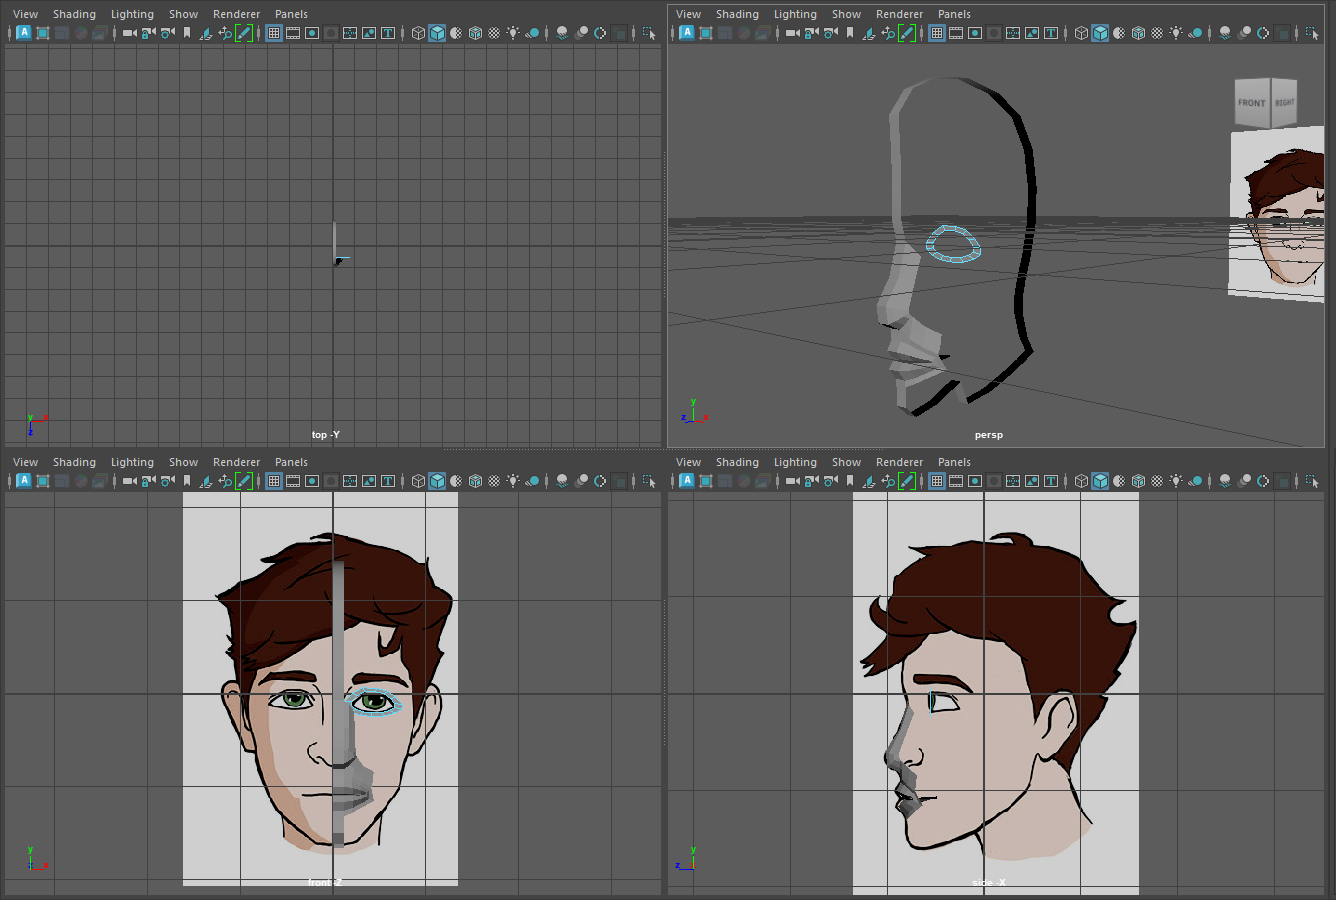 View Shading Lighting Show Renderer Panels
View Shading Lighting Show Renderer Panels
A T
A T
FRONT RIGHT
y
x
z
top -Y
y
z x
persp
View Shading Lighting Show Renderer Panels
View Shading Lighting Show Renderer Panels
A T
A T
y
x
front -Z
y
z x
side -X